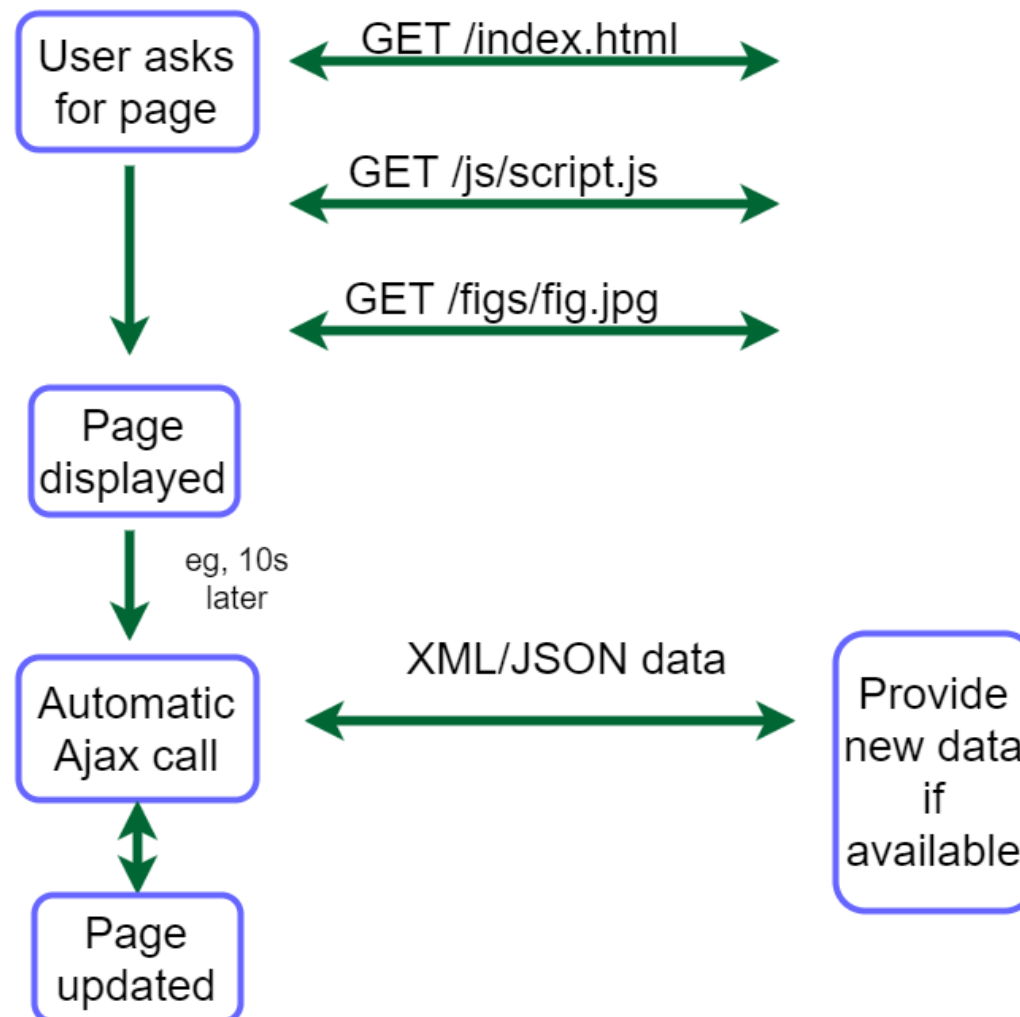 User asks
for page
GET /index.html
GET /js/script.js
GET /figs/fig.jpg
Page
displayed
eg, 10s
later
Automatic
Ajax call
XML/JSON data
Provide
new data
if
available
Page
updated